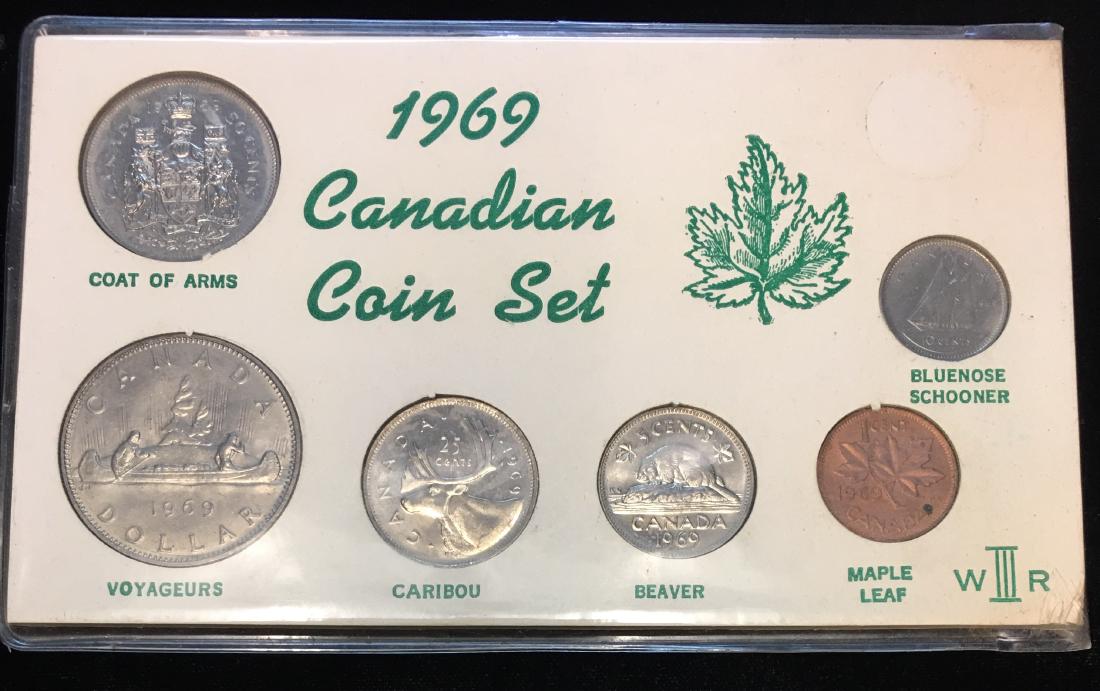 1969
Canadian
Coin Set
CANADA 50 CENTS
COAT OF ARMS
CANADA
1969
DOLLAR
VOYAGEURS
CANADA 1969
25
CENTS
CARIBOU
5 CENTS
CANADA
1969
BEAVER
1 CENT
1969
CANADA
MAPLE
LEAF
10 CENTS
BLUENOSE
SCHOONER
W III R